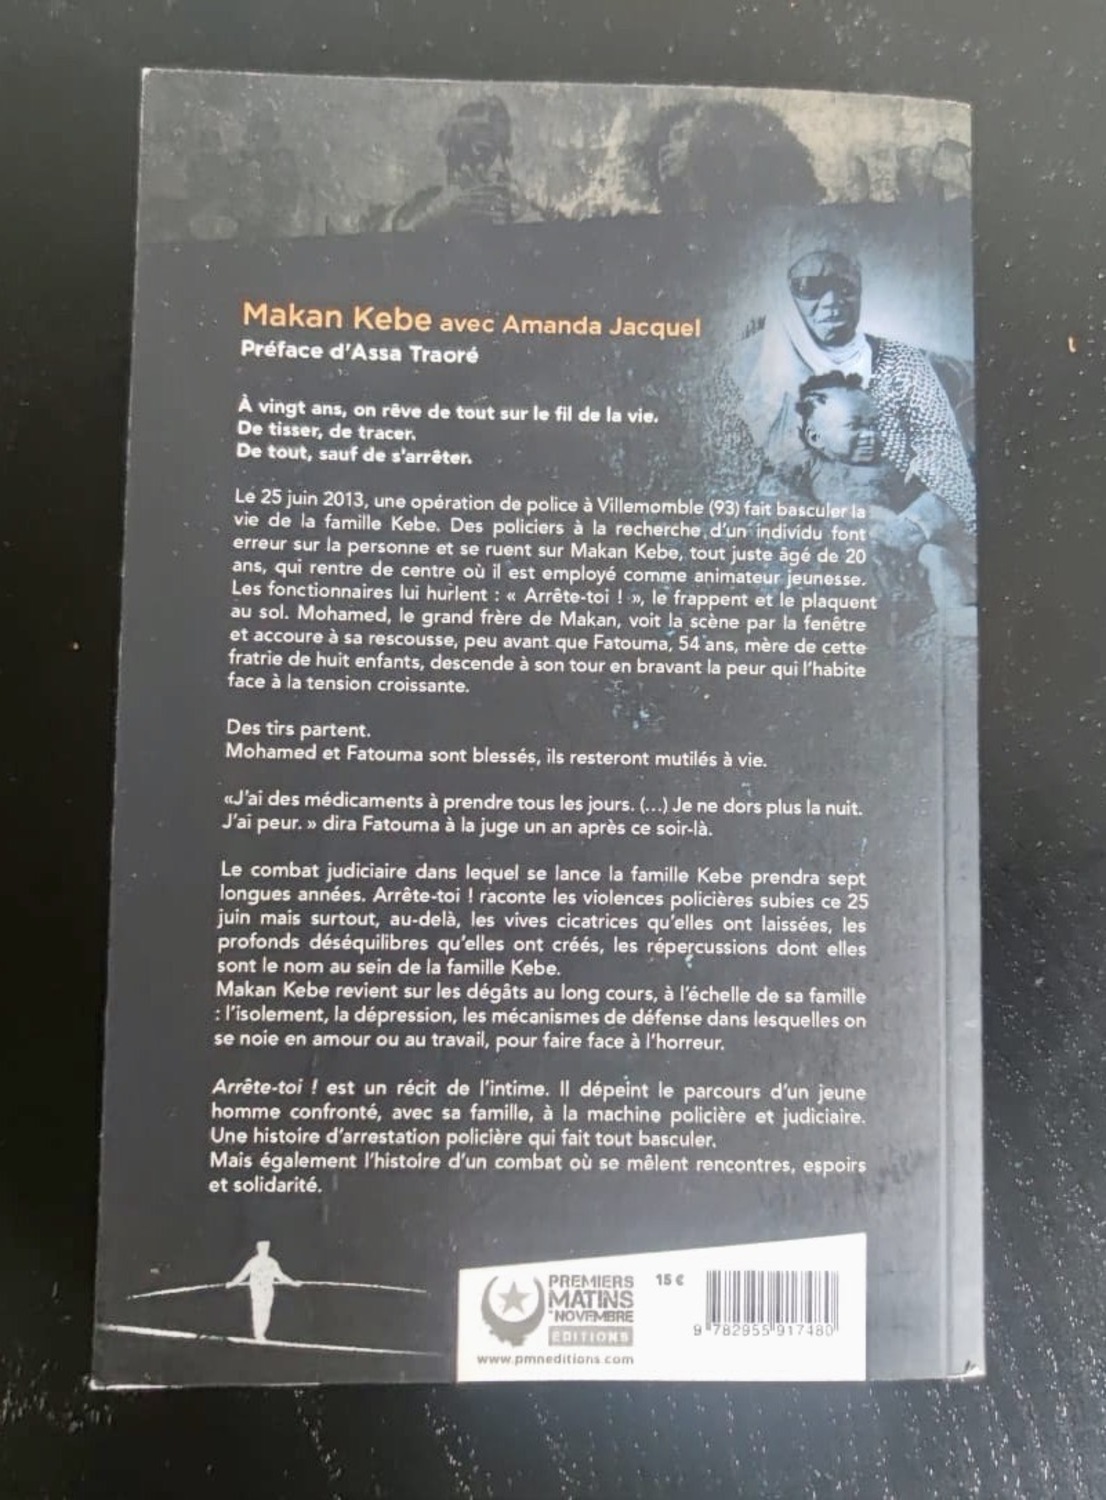 Makan Kebe avec Amanda Jacquel
Préface d'Assa Traoré
À vingt ans, on rêve de tout sur le fil de la vie.
De tisser, de tracer.
De tout, sauf de s'arrêter.
Le 25 juin 2013, une opération de police à Villemomble (93) fait basculer la
vie de la famille Kebe. Des policiers à la recherche d'un individu font
erreur sur la personne et se ruent sur Makan Kebe, tout juste âgé de 20
ans, qui rentre de centre où il est employé comme animateur jeunesse.
Les fonctionnaires lui hurlent : « Arrête-toi ! », le frappent et le plaquent
au sol. Mohamed, le grand frère de Makan, voit la scène par la fenêtre
et accoure à sa rescousse, peu avant que Fatouma, 54 ans, mère de cette
fratrie de huit enfants, descende à son tour en bravant la peur qui l'habite
face à la tension croissante.
Des tirs partent.
Mohamed et Fatouma sont blessés, ils resteront mutilés à vie.
«J'ai des médicaments à prendre tous les jours. (...) Je ne dors plus la nuit.
J'ai peur. » dira Fatouma à la juge un an après ce soir-là.
Le combat judiciaire dans lequel se lance la famille Kebe prendra sept
longues années. Arrête-toi ! raconte les violences policières subies ce 25
juin mais surtout, au-delà, les vives cicatrices qu'elles ont laissées, les
profonds déséquilibres qu'elles ont créés, les répercussions dont elles
sont le nom au sein de la famille Kebe.
Makan Kebe revient sur les dégâts au long cours, à l'échelle de sa famille
: l'isolement, la dépression, les mécanismes de défense dans lesquelles on
se noie en amour ou au travail, pour faire face à l'horreur.
Arrête-toi ! est un récit de l'intime. Il dépeint le parcours d'un jeune
homme confronté, avec sa famille, à la machine policière et judiciaire.
Une histoire d'arrestation policière qui fait tout basculer.
Mais également l'histoire d'un combat où se mêlent rencontres, espoirs
et solidarité.
PREMIERS
MATINS
DE NOVEMBRE
EDITIONS
www.pmneditions.com
15 €
9 782955 917480